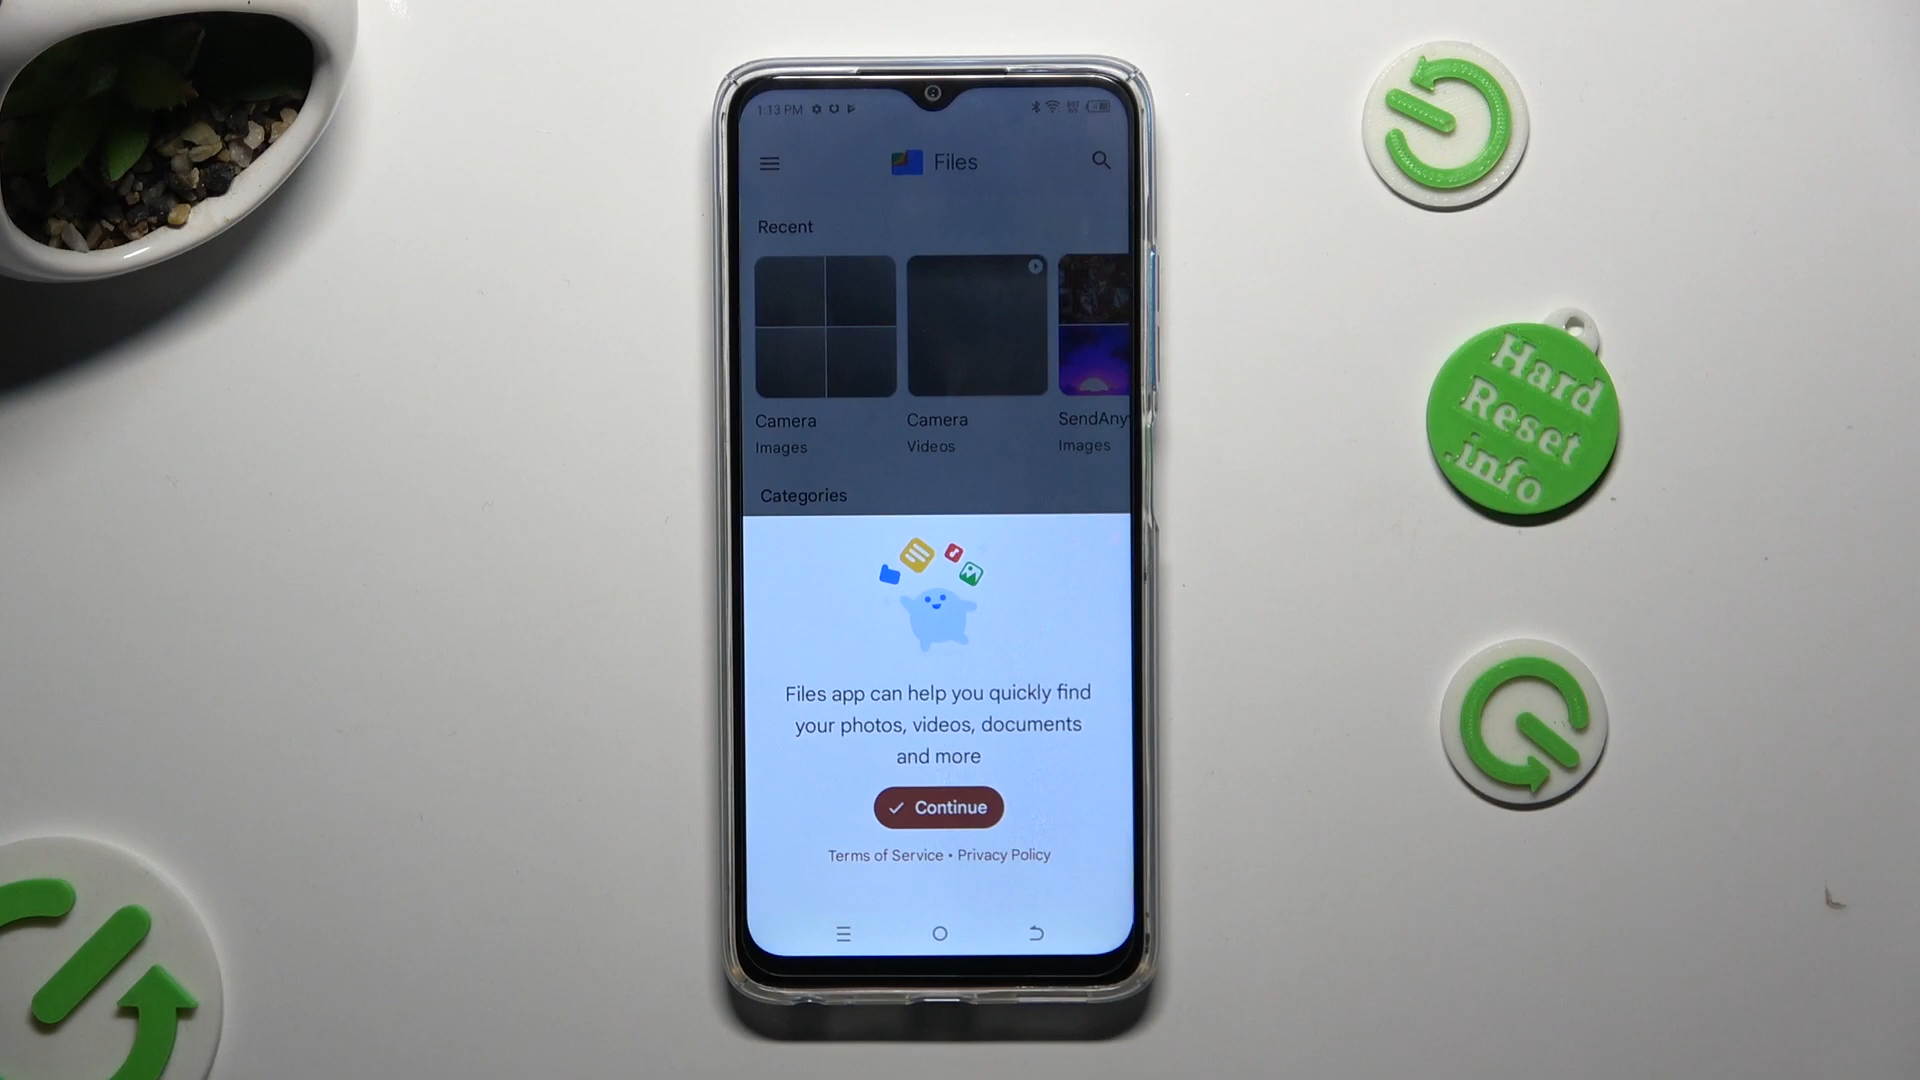 1:13 PM
Files
Recent
Camera
Images
Camera
Videos
SendAny
Images
Categories
Files app can help you quickly find
your photos, videos, documents
and more
Continue
Terms of Service • Privacy Policy
Hard
Reset
.info